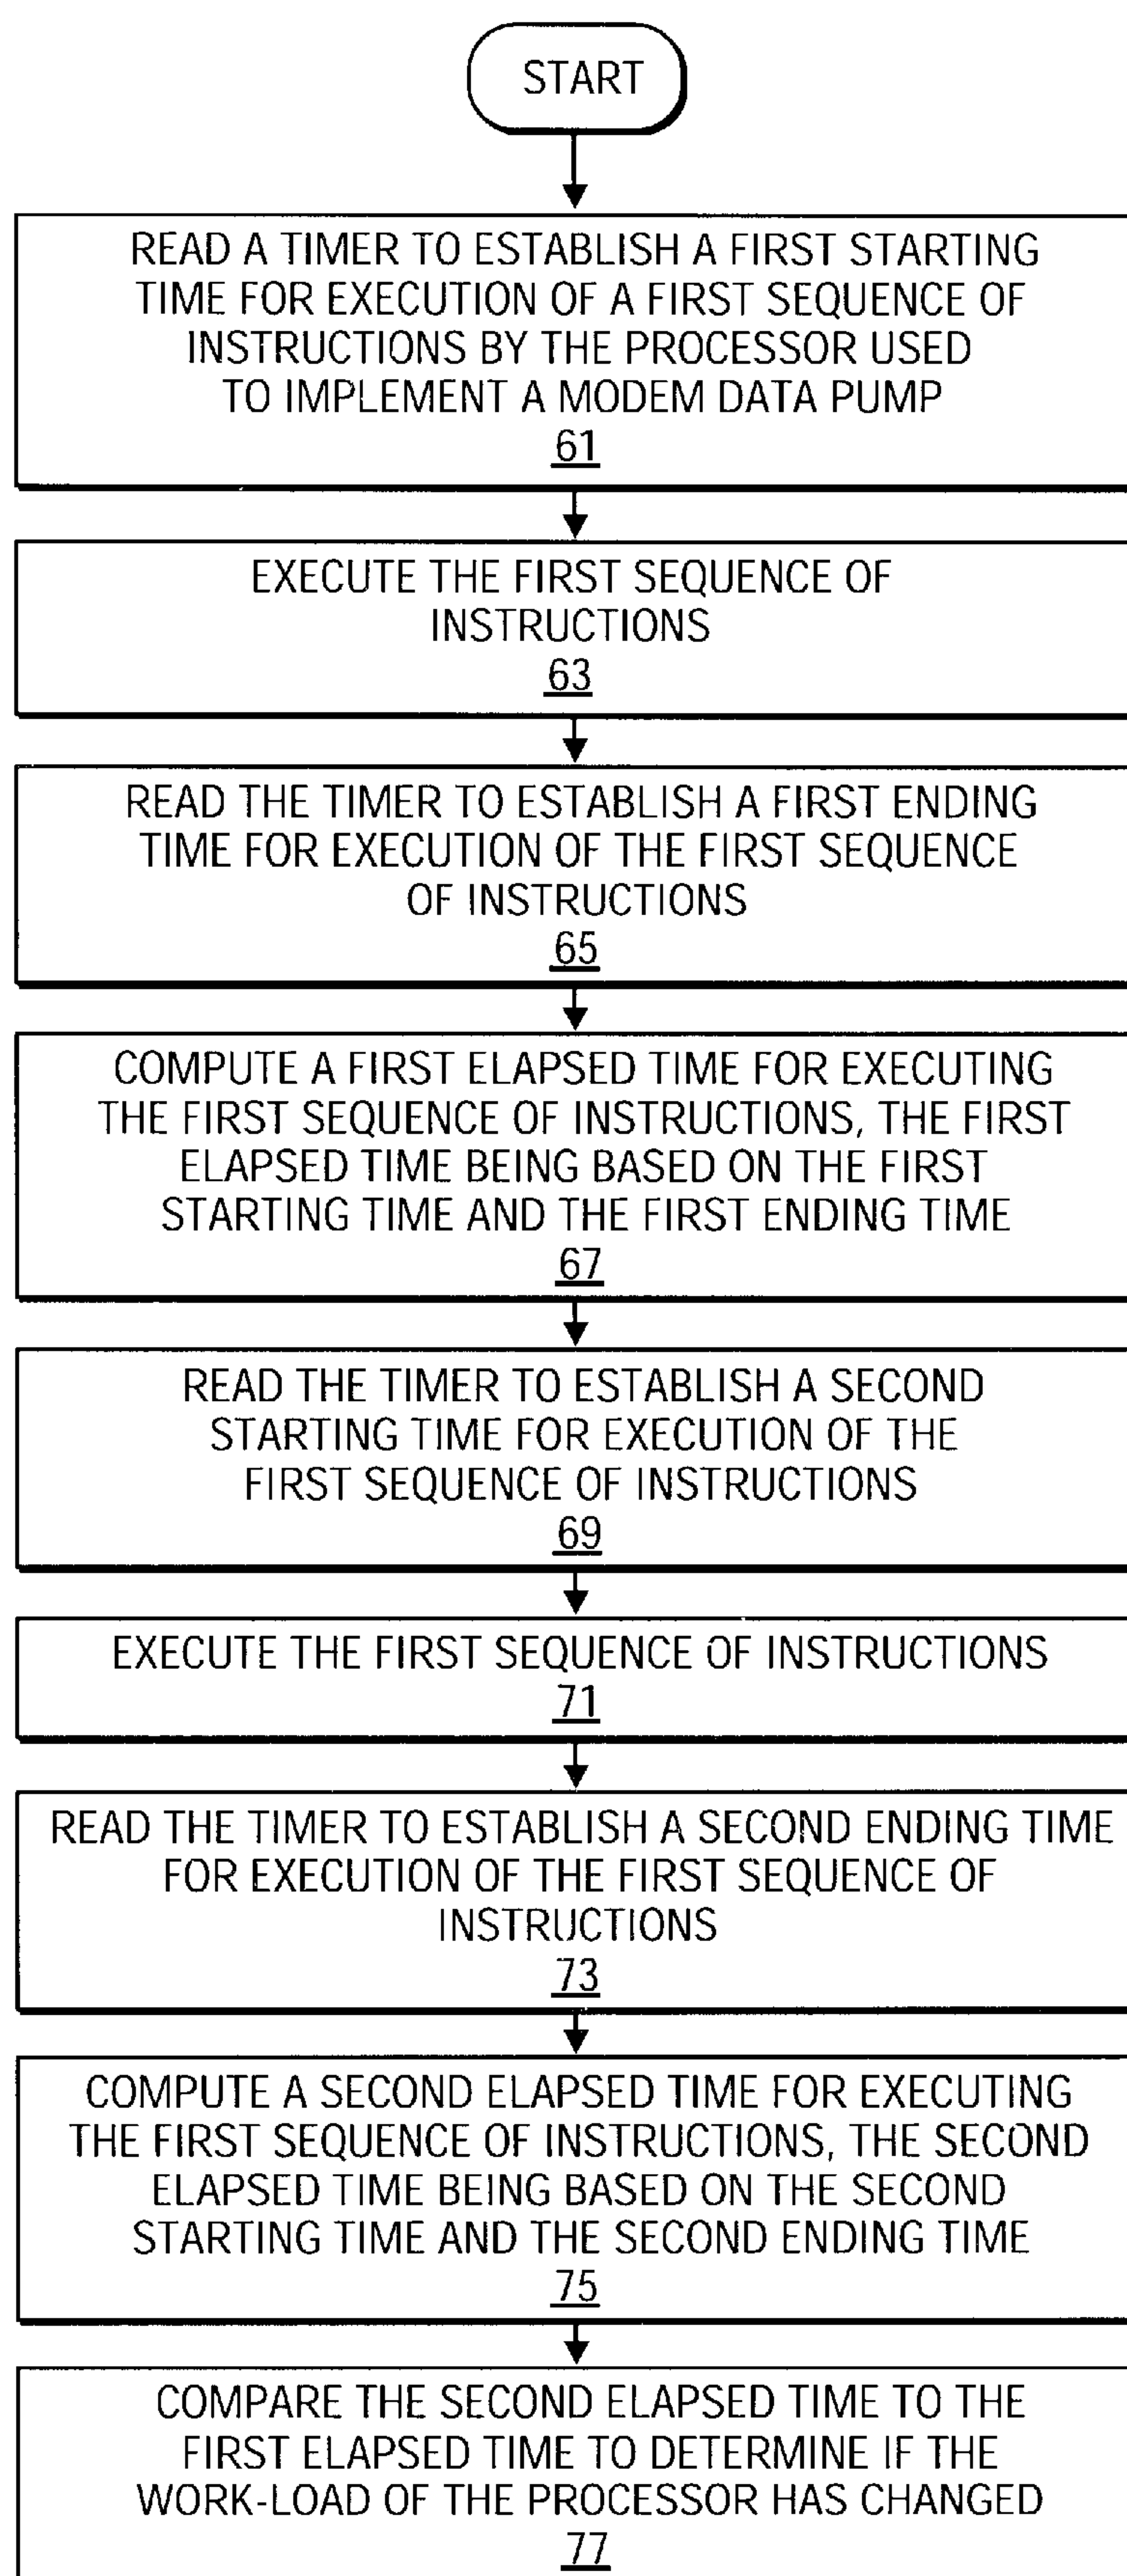 START
READ A TIMER TO ESTABLISH A FIRST STARTING
TIME FOR EXECUTION OF A FIRST SEQUENCE OF
INSTRUCTIONS BY THE PROCESSOR USED
TO IMPLEMENT A MODEM DATA PUMP
61
EXECUTE THE FIRST SEQUENCE OF
INSTRUCTIONS
63
READ THE TIMER TO ESTABLISH A FIRST ENDING
TIME FOR EXECUTION OF THE FIRST SEQUENCE
OF INSTRUCTIONS
65
COMPUTE A FIRST ELAPSED TIME FOR EXECUTING
THE FIRST SEQUENCE OF INSTRUCTIONS, THE FIRST
ELAPSED TIME BEING BASED ON THE FIRST
STARTING TIME AND THE FIRST ENDING TIME
67
READ THE TIMER TO ESTABLISH A SECOND
STARTING TIME FOR EXECUTION OF THE
FIRST SEQUENCE OF INSTRUCTIONS
69
EXECUTE THE FIRST SEQUENCE OF INSTRUCTIONS
71
READ THE TIMER TO ESTABLISH A SECOND ENDING TIME
FOR EXECUTION OF THE FIRST SEQUENCE OF
INSTRUCTIONS
73
COMPUTE A SECOND ELAPSED TIME FOR EXECUTING
THE FIRST SEQUENCE OF INSTRUCTIONS, THE SECOND
ELAPSED TIME BEING BASED ON THE SECOND
STARTING TIME AND THE SECOND ENDING TIME
75
COMPARE THE SECOND ELAPSED TIME TO THE
FIRST ELAPSED TIME TO DETERMINE IF THE
WORK-LOAD OF THE PROCESSOR HAS CHANGED
77